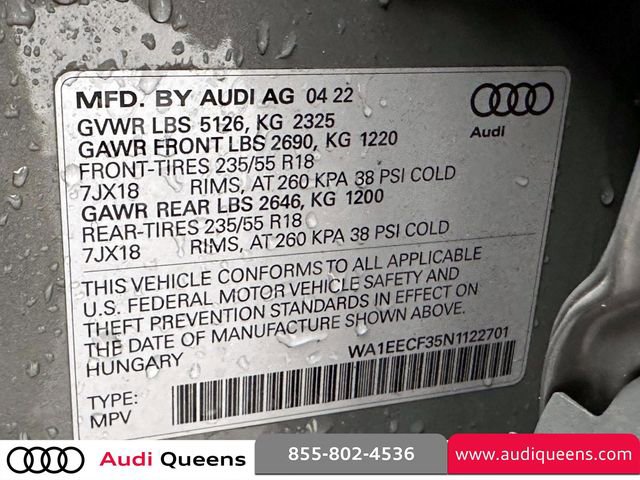 MFD. BY AUDI AG 04 22
GVWR LBS 5126, KG 2325
GAWR FRONT LBS 2690, KG 1220
FRONT-TIRES 235/55 R18
7JX18 RIMS, AT 260 KPA 38 PSI COLD
GAWR REAR LBS 2646, KG 1200
REAR-TIRES 235/55 R18
7JX18 RIMS, AT 260 KPA 38 PSI COLD
Audi
THIS VEHICLE CONFORMS TO ALL APPLICABLE
U.S. FEDERAL MOTOR VEHICLE SAFETY AND
THEFT PREVENTION STANDARDS IN EFFECT ON
THE DATE OF MANUFACTURE SHOWN ABOVE.
HUNGARY WA1EECF35N1122701
TYPE:
MPV
Audi Queens 855-802-4536 www.audiqueens.com